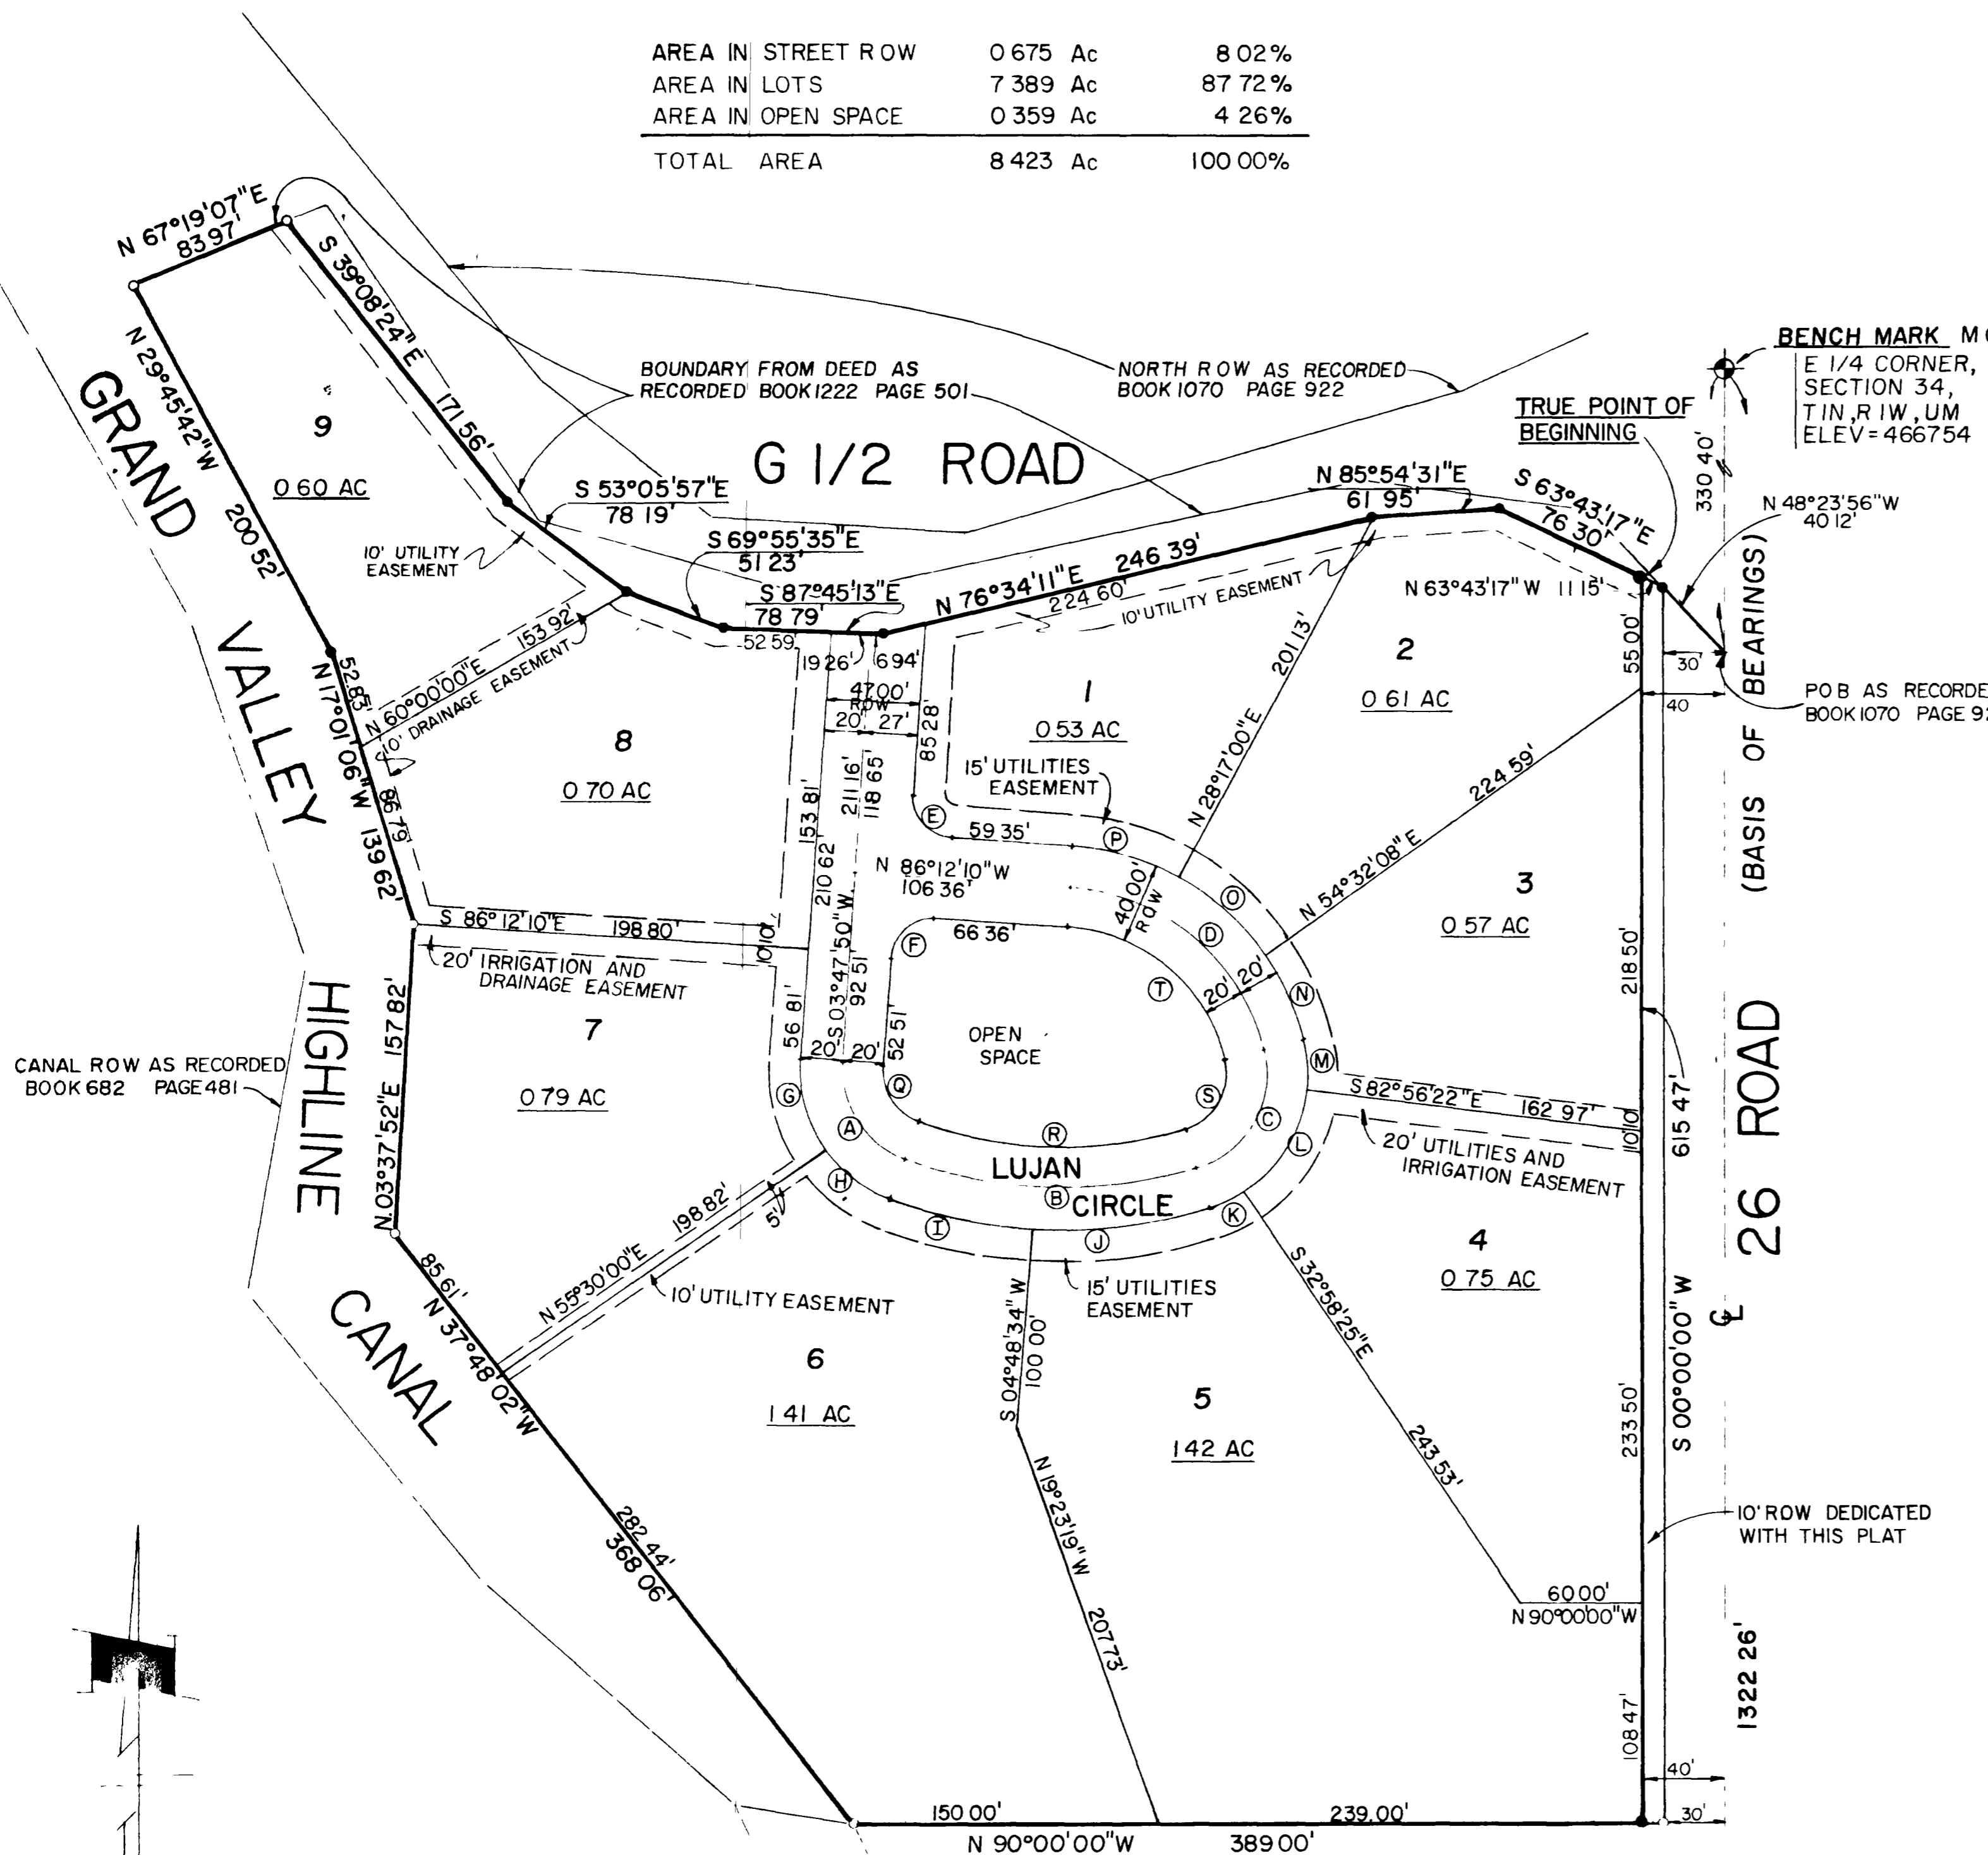 AREA IN STREET ROW 0 675 Ac 8 02%
AREA IN LOTS 7 389 Ac 87 72%
AREA IN OPEN SPACE 0 359 Ac 4 26%
TOTAL AREA 8 423 Ac 100 00%
N 67°19'07"E
83 97'
S 39°08'24"E 171 56'
N 29°45'42"W 200 52'
9
0 60 AC
BOUNDARY FROM DEED AS
RECORDED BOOK 1222 PAGE 501
NORTH ROW AS RECORDED
BOOK 1070 PAGE 922
BENCH MARK
E 1/4 CORNER,
SECTION 34,
T1N, R1W, UM
ELEV = 4667 54
TRUE POINT OF
BEGINNING
G 1/2 ROAD
330 40'
N 48°23'56"W
40 12'
S 53°05'57"E
78 19'
S 69°55'35"E
51 23'
S 87°45'13"E
78 79'
52 59'
19 26' 6 94'
N 76°34'11"E 246 39'
224 60'
10' UTILITY EASEMENT
N 85°54'31"E
61 95'
S 63°43'17"E
76 30'
N 63°43'17"W 11 15'
55 00'
30'
40
POB AS RECORDE
BOOK 1070 PAGE 92
10' UTILITY
EASEMENT
N 60°00'00"E 153 92'
10' DRAINAGE EASEMENT
52.83'
N 17°01'06"W 139 62'
86 79'
GRAND
VALLEY
HIGHLINE
CANAL
8
0 70 AC
47 00'
ROW
20' 27'
85 28'
153 81'
210 62'
211 16'
118 65'
1
0 53 AC
15' UTILITIES
EASEMENT
2
0 61 AC
201 13'
N 28°17'00"E
224 59'
N 54°32'08"E
3
0 57 AC
218 50'
(BASIS OF BEARINGS)
E
59 35'
P
N 86°12'10"W
106 36'
40 00'
ROW
O
D
F
66 36'
T
20' 20'
N
M
S 86°12'10"E 198 80'
10' 10'
20' IRRIGATION AND
DRAINAGE EASEMENT
7
0 79 AC
56 81'
S 03°47'50"W
92 51'
52 51'
20' 20'
OPEN
SPACE
G
Q
A
R
S
C
L
H
LUJAN
B
CIRCLE
I
J
K
S 82°56'22"E 162 97'
10' 10'
20' UTILITIES AND
IRRIGATION EASEMENT
615 47'
26 ROAD
CANAL ROW AS RECORDED
BOOK 682 PAGE 481
N 03°37'52"E 157 82'
N 55°30'00"E 198 82'
5'
10' UTILITY EASEMENT
85 61'
N 37°48'02"W
282 44'
368 06'
6
1 41 AC
S 04°48'34"W
100 00'
15' UTILITIES
EASEMENT
N 19°23'19"W
207 73'
5
1 42 AC
4
0 75 AC
S 32°58'25"E
243 53'
60 00'
N 90°00'00"W
233 50'
S 00°00'00"W
CL
10' ROW DEDICATED
WITH THIS PLAT
108 47'
1322 26'
40'
30'
150 00' 239.00'
N 90°00'00"W 389 00'